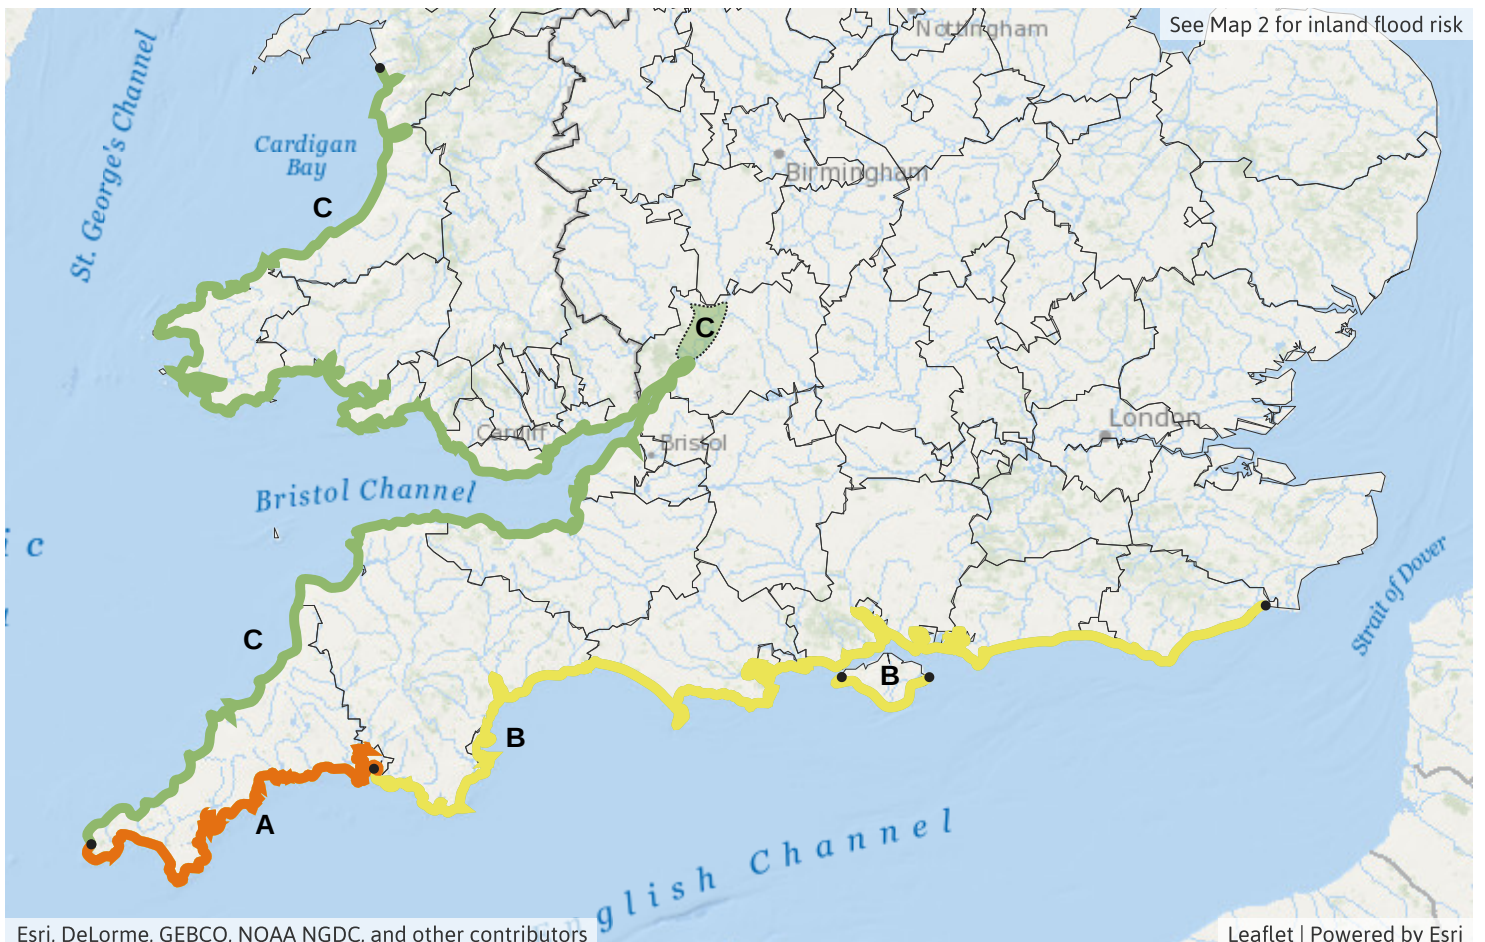 See Map 2 for inland flood risk
Nottingham
St. George's Channel
Cardigan
Bay
Birmingham
C
C
London
Cardiff
Bristol
Bristol Channel
i c
Strait of Dover
C
B
B
A
English Channel
Esri, DeLorme, GEBCO, NOAA NGDC, and other contributors
Leaflet | Powered by Esri